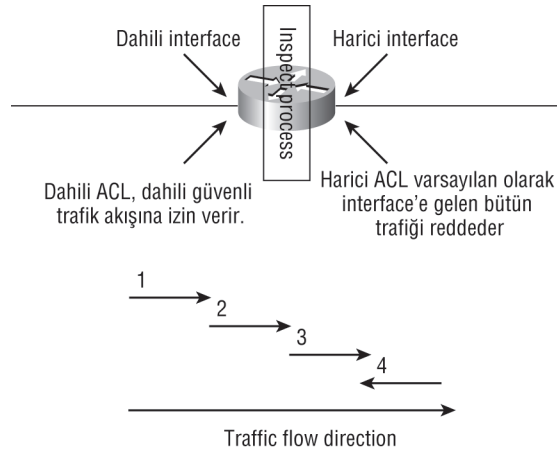 Dahili interface
Harici interface
Inspect process
Dahili ACL, dahili güvenli
trafik akışına izin verir.
Harici ACL varsayılan olarak
interface'e gelen bütün
trafiği reddeder
1
2
3
4
Traffic flow direction